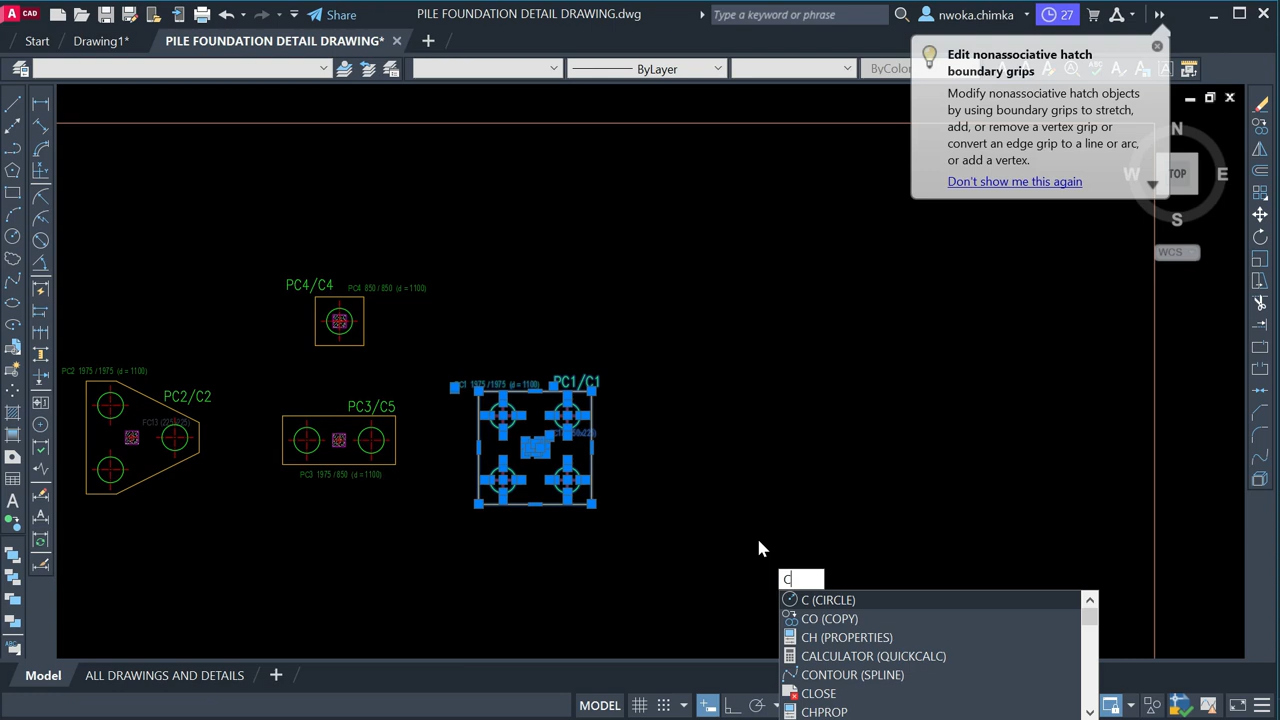 CAD
Share
PILE FOUNDATION DETAIL DRAWING.dwg
Type a keyword or phrase
nwoka.chimka
27
Start
Drawing1*
PILE FOUNDATION DETAIL DRAWING*
ByLayer
ByColor
Edit nonassociative hatch
boundary grips
Modify nonassociative hatch objects
by using boundary grips to stretch,
add, or remove a vertex grip or
convert an edge grip to a line or arc,
or add a vertex.
Don't show me this again
N
W
TOP
E
S
WCS
PC4/C4
PC4 850/850 (d=1100)
PC2 1975/1975 (d=1100)
PC2/C2
PC3/C5
PC3 1975/850 (d=1100)
PC1 1975/1975 (d=1100)
PC1/C1
C
C (CIRCLE)
CO (COPY)
CH (PROPERTIES)
CALCULATOR (QUICKCALC)
CONTOUR (SPLINE)
CLOSE
CHPROP
Model
ALL DRAWINGS AND DETAILS
MODEL